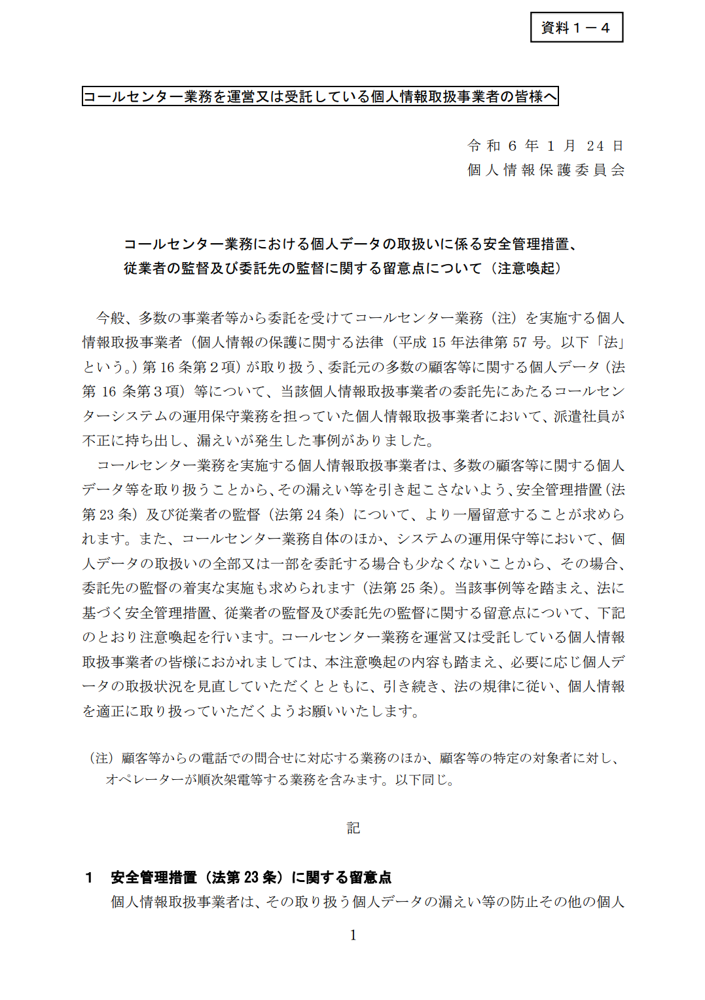 資料１－４
コールセンター業務を運営又は受託している個人情報取扱事業者の皆様へ
令和６年１月 24 日
個人情報保護委員会
コールセンター業務における個人データの取扱いに係る安全管理措置、
従業者の監督及び委託先の監督に関する留意点について（注意喚起）
今般、多数の事業者等から委託を受けてコールセンター業務（注）を実施する個人
情報取扱事業者（個人情報の保護に関する法律（平成 15 年法律第 57 号。以下「法」
という。）第 16 条第２項）が取り扱う、委託元の多数の顧客等に関する個人データ（法
第 16 条第３項）等について、当該個人情報取扱事業者の委託先にあたるコールセン
ターシステムの運用保守業務を担っていた個人情報取扱事業者において、派遣社員が
不正に持ち出し、漏えいが発生した事例がありました。
コールセンター業務を実施する個人情報取扱事業者は、多数の顧客等に関する個人
データ等を取り扱うことから、その漏えい等を引き起こさないよう、安全管理措置（法
第 23 条）及び従業者の監督（法第 24 条）について、より一層留意することが求めら
れます。また、コールセンター業務自体のほか、システムの運用保守等において、個
人データの取扱いの全部又は一部を委託する場合も少なくないことから、その場合、
委託先の監督の着実な実施も求められます（法第 25 条）。当該事例等を踏まえ、法に
基づく安全管理措置、従業者の監督及び委託先の監督に関する留意点について、下記
のとおり注意喚起を行います。コールセンター業務を運営又は受託している個人情報
取扱事業者の皆様におかれましては、本注意喚起の内容も踏まえ、必要に応じ個人デ
ータの取扱状況を見直していただくとともに、引き続き、法の規律に従い、個人情報
を適正に取り扱っていただくようお願いいたします。
（注）顧客等からの電話での問合せに対応する業務のほか、顧客等の特定の対象者に対し、
オペレーターが順次架電等する業務を含みます。以下同じ。
記
１ 安全管理措置（法第 23 条）に関する留意点
個人情報取扱事業者は、その取り扱う個人データの漏えい等の防止その他の個人
1